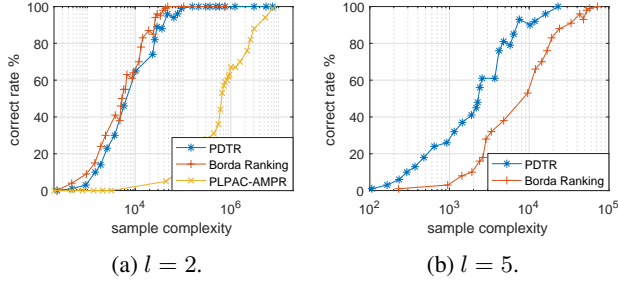 (a)
100
80
60
40
20
0
correct rate %
10^4
10^6
sample complexity
PDTR
Borda Ranking
PLPAC-AMPR
(b)
100
80
60
40
20
0
correct rate %
10^2
10^3
10^4
10^5
sample complexity
PDTR
Borda Ranking
(a) l = 2.
(b) l = 5.